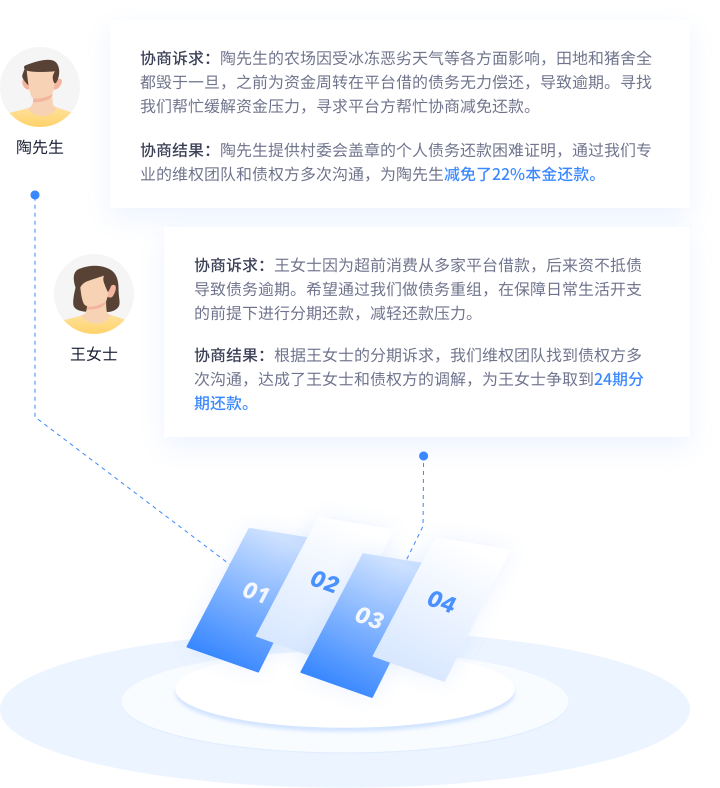 协商诉求：陶先生的农场因受冰冻恶劣天气等各方面影响，田地和猪舍全
都毁于一旦，之前为资金周转在平台借的债务无力偿还，导致逾期。寻找
我们帮忙缓解资金压力，寻求平台方帮忙协商减免还款。
陶先生
协商结果：陶先生提供村委会盖章的个人债务还款困难证明，通过我们专
业的维权团队和债权方多次沟通，为陶先生减免了22%本金还款。
协商诉求：王女士因为超前消费从多家平台借款，后来资不抵债
导致债务逾期。希望通过我们做债务重组，在保障日常生活开支
的前提下进行分期还款，减轻还款压力。
王女士
协商结果：根据王女士的分期诉求，我们维权团队找到债权方多
次沟通，达成了王女士和债权方的调解，为王女士争取到24期分
期还款。
01
02
03
04